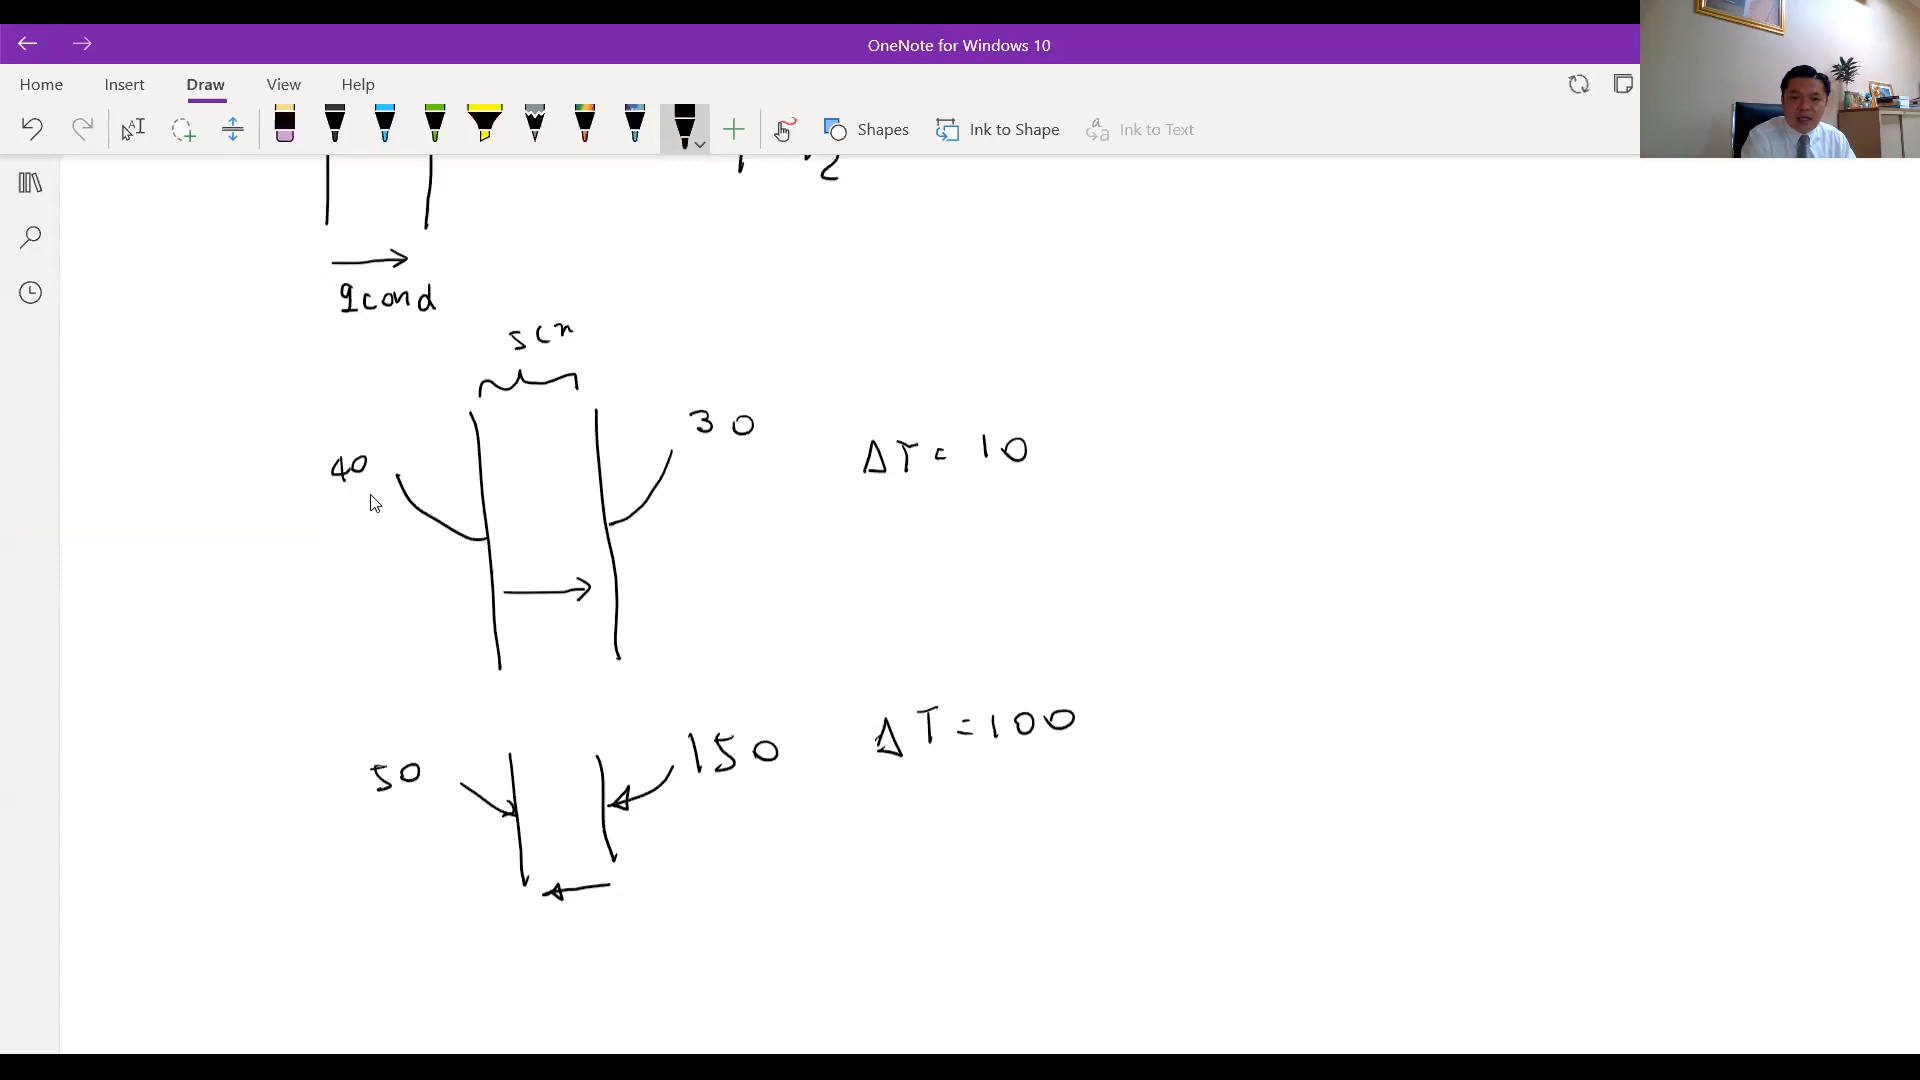 OneNote for Windows 10
Home Insert Draw View Help
Shapes Ink to Shape Ink to Text
2
qcond
5cm
40
30
ΔT = 10
50
150
ΔT = 100